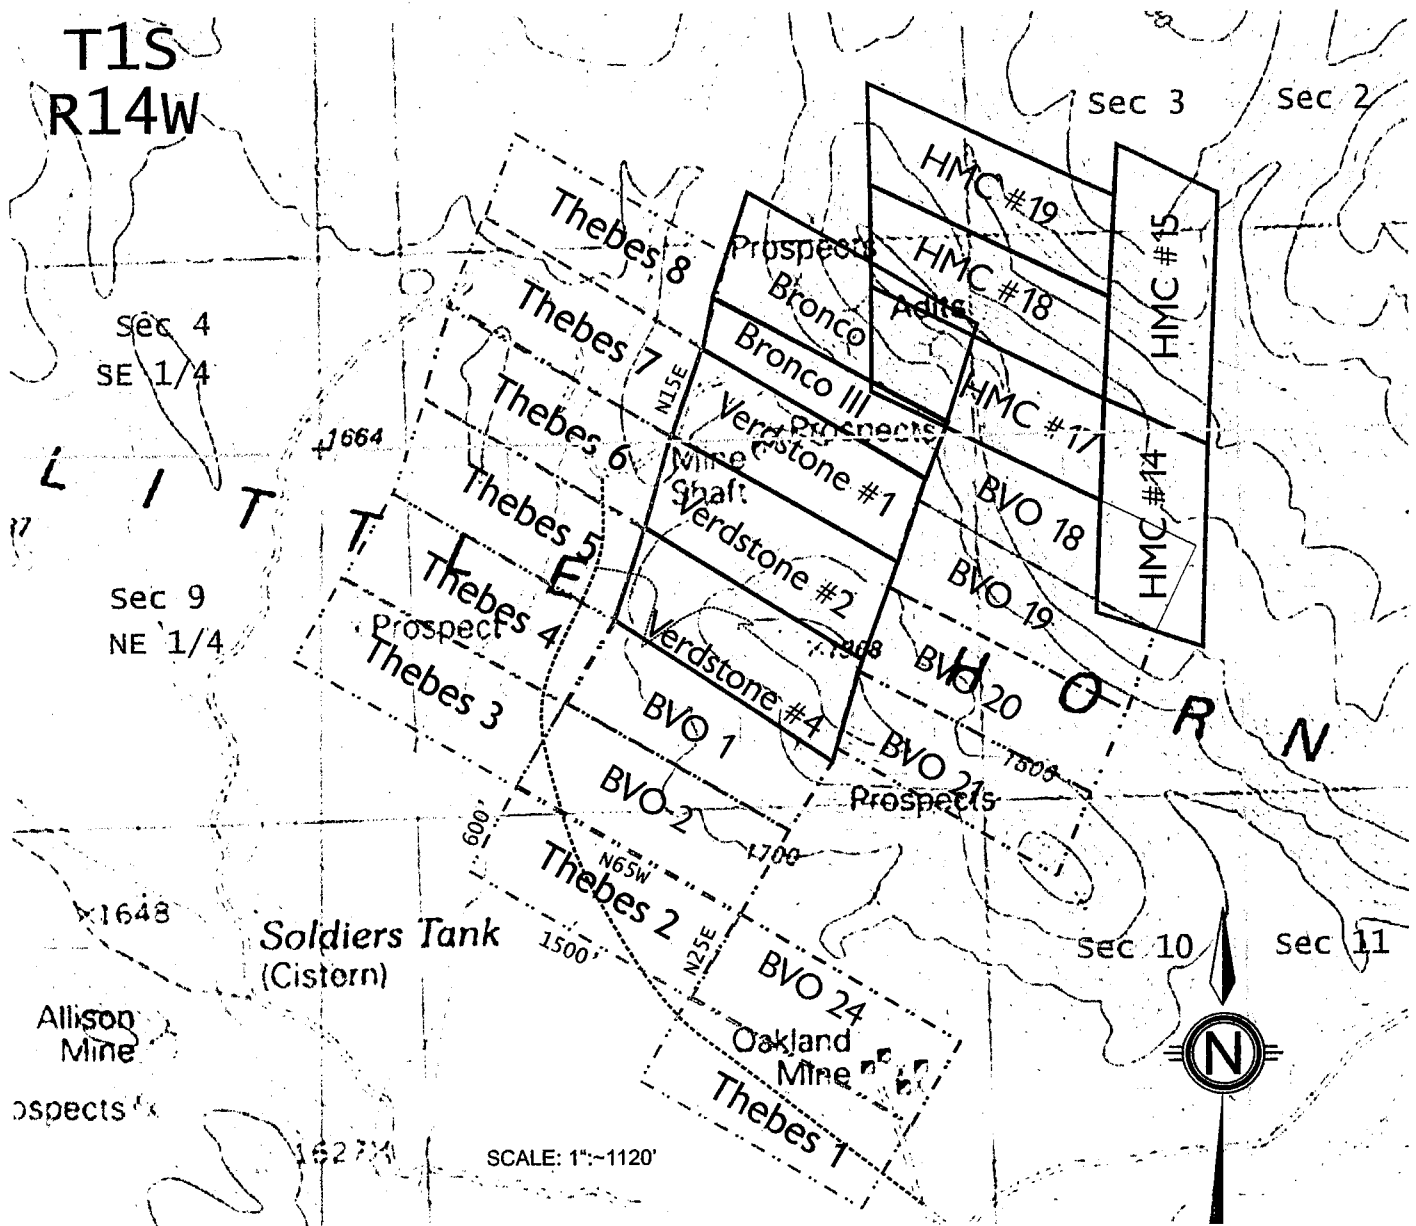 T1S
R14W
Sec 3
Sec 2
HMC #19
HMC #15
Thebes 8
Prospects
HMC #18
Bronco
Adits
Thebes 7
Sec 4
SE 1/4
Bronco III
N15E
HMC #17
Thebes 6
Verdstone #1
Prospects
1664
Mine
Shaft
HMC #14
L I T T L E
Thebes 5
BVO 18
Verdstone #2
BVO 19
Sec 9
NE 1/4
Thebes 4
Prospect
Verdstone #4
1968
BVO 20
H O R N
Thebes 3
BVO 1
BVO 21
1800
Prospects
BVO 2
600'
1700
N65W
Thebes 2
1648
Soldiers Tank
(Cistern)
1500'
N25E
BVO 24
Sec 10
Sec 11
Allison
Mine
Oakland
Mine
N
ospects
Thebes 1
1627
SCALE: 1":~1120'